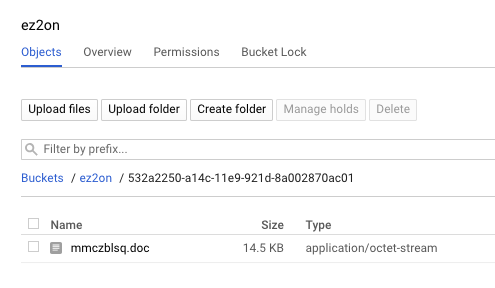 ez2on
Objects Overview Permissions Bucket Lock
Upload files Upload folder Create folder Manage holds Delete
Filter by prefix...
Buckets / ez2on / 532a2250-a14c-11e9-921d-8a002870ac01
Name Size Type
mmczblsq.doc 14.5 KB application/octet-stream